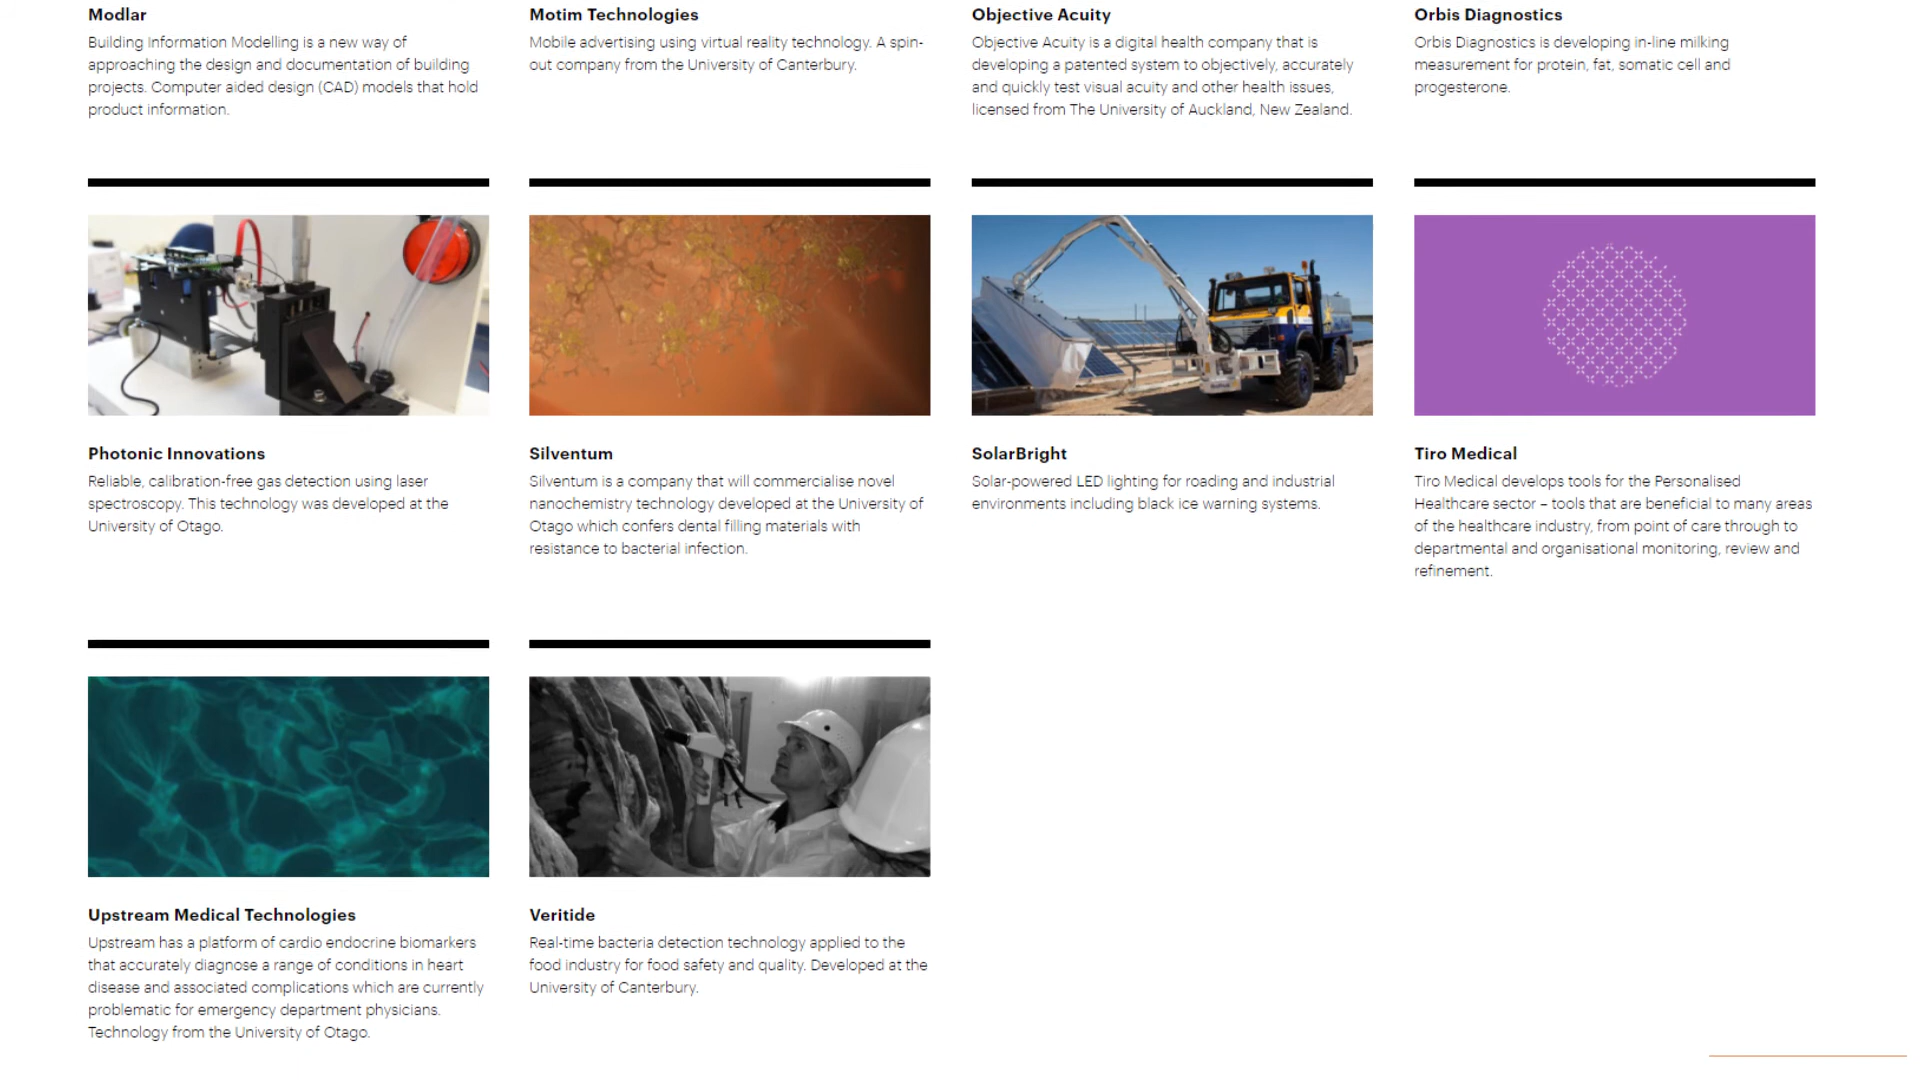 Modlar
Building Information Modelling is a new way of
approaching the design and documentation of building
projects. Computer aided design (CAD) models that hold
product information.
Motim Technologies
Mobile advertising using virtual reality technology. A spin-
out company from the University of Canterbury.
Objective Acuity
Objective Acuity is a digital health company that is
developing a patented system to objectively, accurately
and quickly test visual acuity and other health issues,
licensed from The University of Auckland, New Zealand.
Orbis Diagnostics
Orbis Diagnostics is developing in-line milking
measurement for protein, fat, somatic cell and
progesterone.
Photonic Innovations
Reliable, calibration-free gas detection using laser
spectroscopy. This technology was developed at the
University of Otago.
Silventum
Silventum is a company that will commercialise novel
nanochemistry technology developed at the University of
Otago which confers dental filling materials with
resistance to bacterial infection.
SolarBright
Solar-powered LED lighting for roading and industrial
environments including black ice warning systems.
Tiro Medical
Tiro Medical develops tools for the Personalised
Healthcare sector – tools that are beneficial to many areas
of the healthcare industry, from point of care through to
departmental and organisational monitoring, review and
refinement.
Upstream Medical Technologies
Upstream has a platform of cardio endocrine biomarkers
that accurately diagnose a range of conditions in heart
disease and associated complications which are currently
problematic for emergency department physicians.
Technology from the University of Otago.
Veritide
Real-time bacteria detection technology applied to the
food industry for food safety and quality. Developed at the
University of Canterbury.